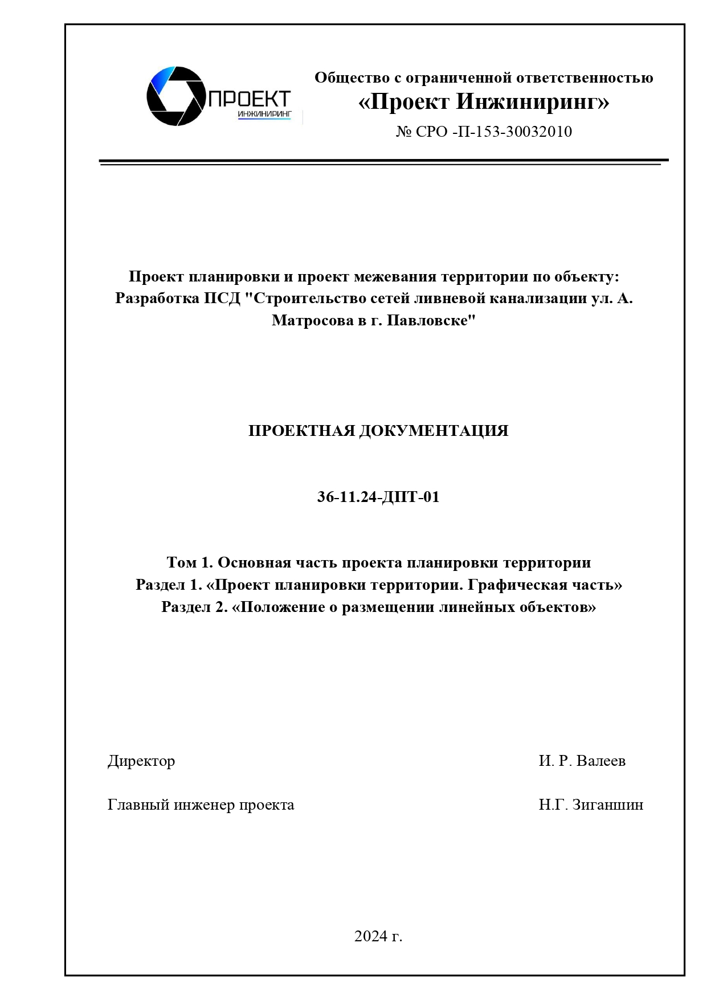 ПРОЕКТ
ИНЖИНИРИНГ
Общество с ограниченной ответственностью
«Проект Инжиниринг»
№ СРО -П-153-30032010
Проект планировки и проект межевания территории по объекту:
Разработка ПСД "Строительство сетей ливневой канализации ул. А.
Матросова в г. Павловске"
ПРОЕКТНАЯ ДОКУМЕНТАЦИЯ
36-11.24-ДПТ-01
Том 1. Основная часть проекта планировки территории
Раздел 1. «Проект планировки территории. Графическая часть»
Раздел 2. «Положение о размещении линейных объектов»
Директор И. Р. Валеев
Главный инженер проекта Н.Г. Зиганшин
2024 г.